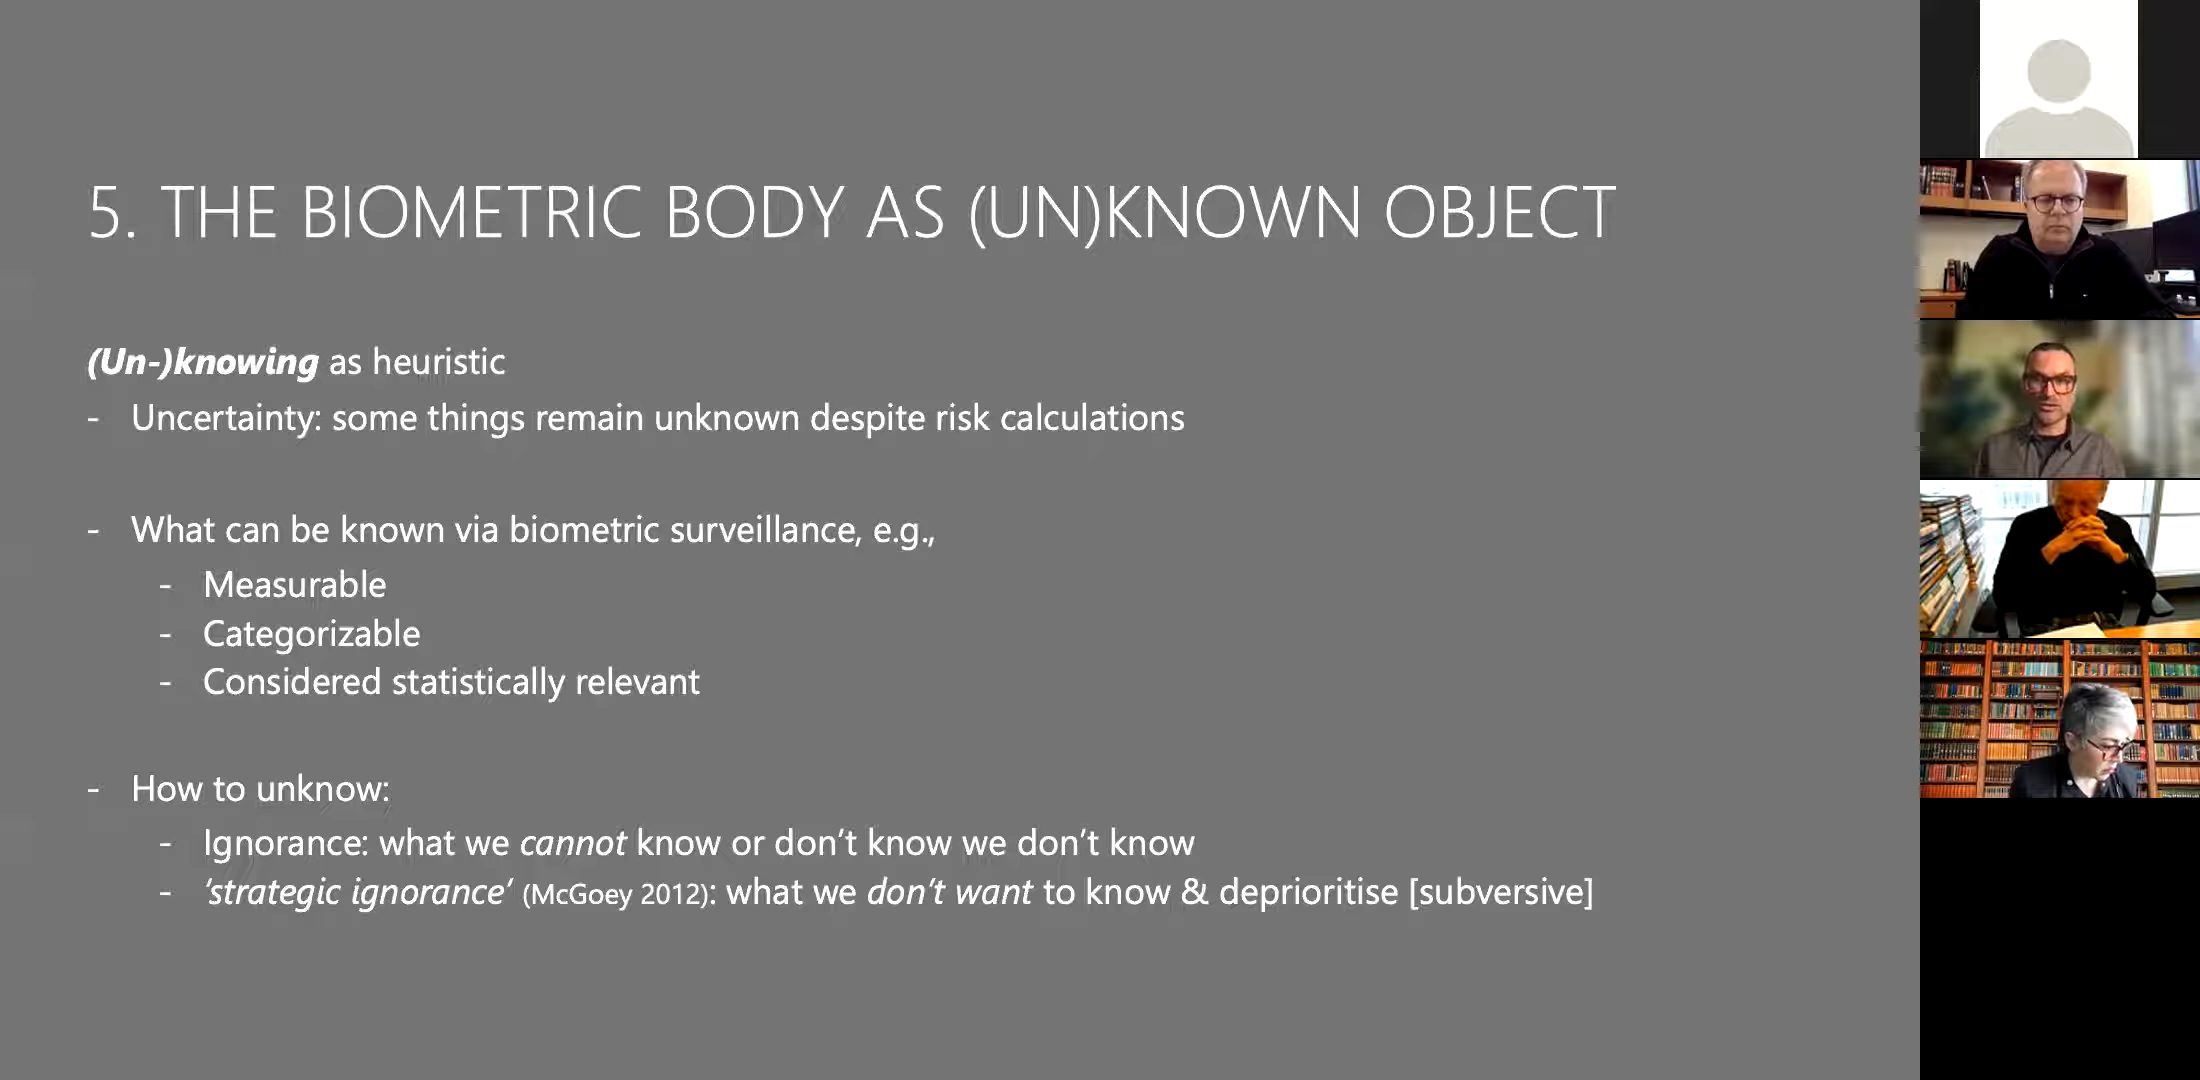 5. THE BIOMETRIC BODY AS (UN)KNOWN OBJECT
(Un-)knowing as heuristic
- Uncertainty: some things remain unknown despite risk calculations
- What can be known via biometric surveillance, e.g.,
- Measurable
- Categorizable
- Considered statistically relevant
- How to unknow:
- Ignorance: what we cannot know or don’t know we don’t know
- ‘strategic ignorance’ (McGoey 2012): what we don’t want to know & deprioritise [subversive]